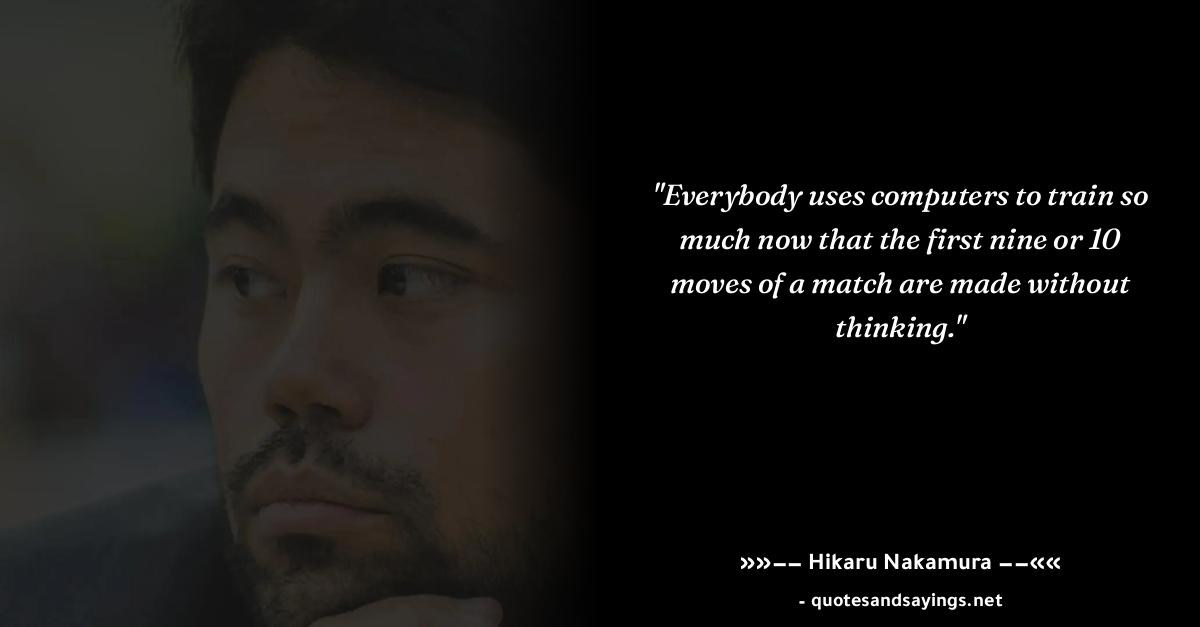 "Everybody uses computers to train so
much now that the first nine or 10
moves of a match are made without
thinking."
»»-- Hikaru Nakamura --««
- quotesandsayings.net